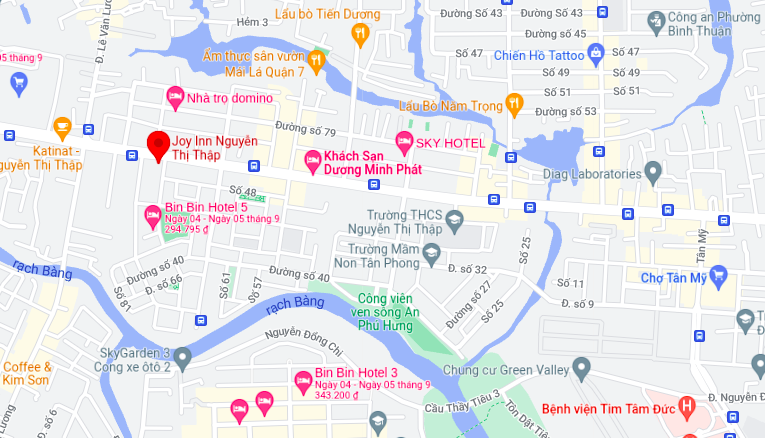 Hẻm 3
Đ. Lê Văn Lương
Lẩu bò Tiến Dương
Đường Số 43
Công an Phường
Bình Thuận
Đường Số 45
Số 47
Số 47
Chiến Hồ Tattoo
Ẩm thực sân vườn
Mái Lá Quận 7
Số 49
Số 49
Số 51
Số 51
5 tháng 9
Nhà trọ domino
Lẩu Bò Năm Trọng
Đường số 53
Đường số 79
Katinat -
guyễn Thị Thập
Joy Inn Nguyễn
Thị Thập
SKY HOTEL
Khách Sạn
Dương Minh Phát
Diag Laboratories
Số 48
Bin Bin Hotel 5
Ngày 04 - Ngày 05 tháng 9
294.795 ₫
Trường THCS
Nguyễn Thị Thập
Số 25
Tân Mỹ
Trường Mầm
Non Tân Phong
rạch Bàng
Đường số 40
Số 66
Số 61
Số 81
Số 57
Đường số 40
Đ. số 32
Số 11
Chợ Tân Mỹ
Đ. số 9
rạch Bàng
Công viên
ven sông An
Phú Hưng
Đường số 27
Số 25
Nguyễn Đổng Chi
SkyGarden 3
Cong xe ôtô 2
Coffee &
Kim Sơn
Bin Bin Hotel 3
Ngày 04 - Ngày 05 tháng 9
343.200 ₫
Chung cư Green Valley
Cầu Thầy Tiêu 3
Tôn Dật Tiên
Bệnh viện Tim Tâm Đức
Đ. Nguyễn Đ
Đ. số 6
Lương